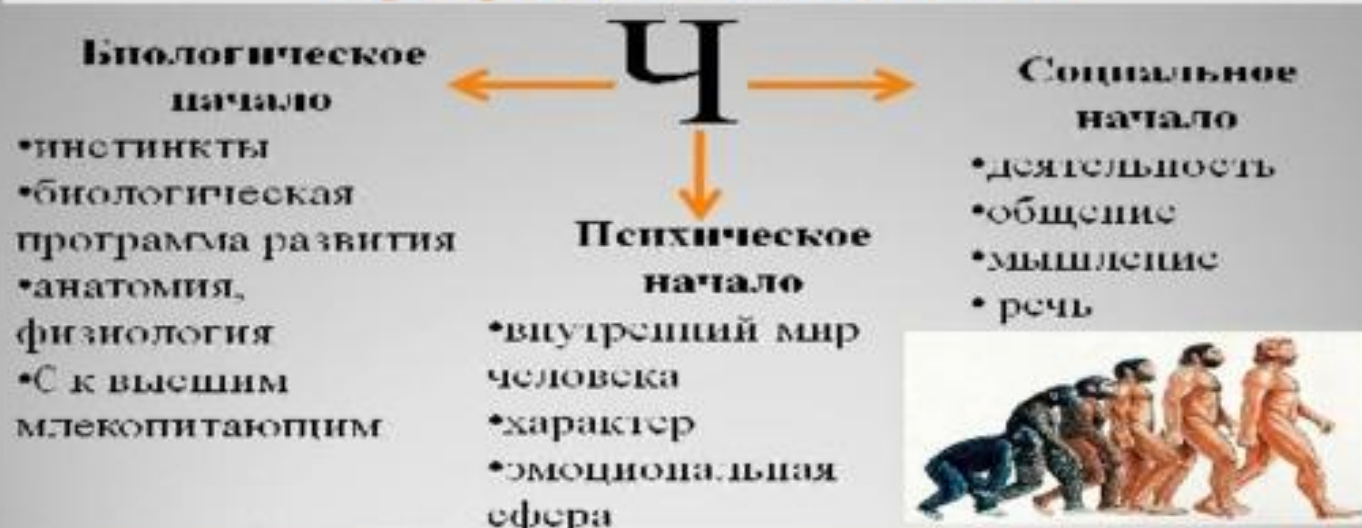 Ч
Биологическое
начало
•инстинкты
•биологическая
программа развития
•анатомия,
физиология
•С к высшим
млекопитающим
Психическое
начало
•внутренний мир
человека
•характер
•эмоциональная
сфера
Социальное
начало
•деятельность
•общение
•мышление
• речь